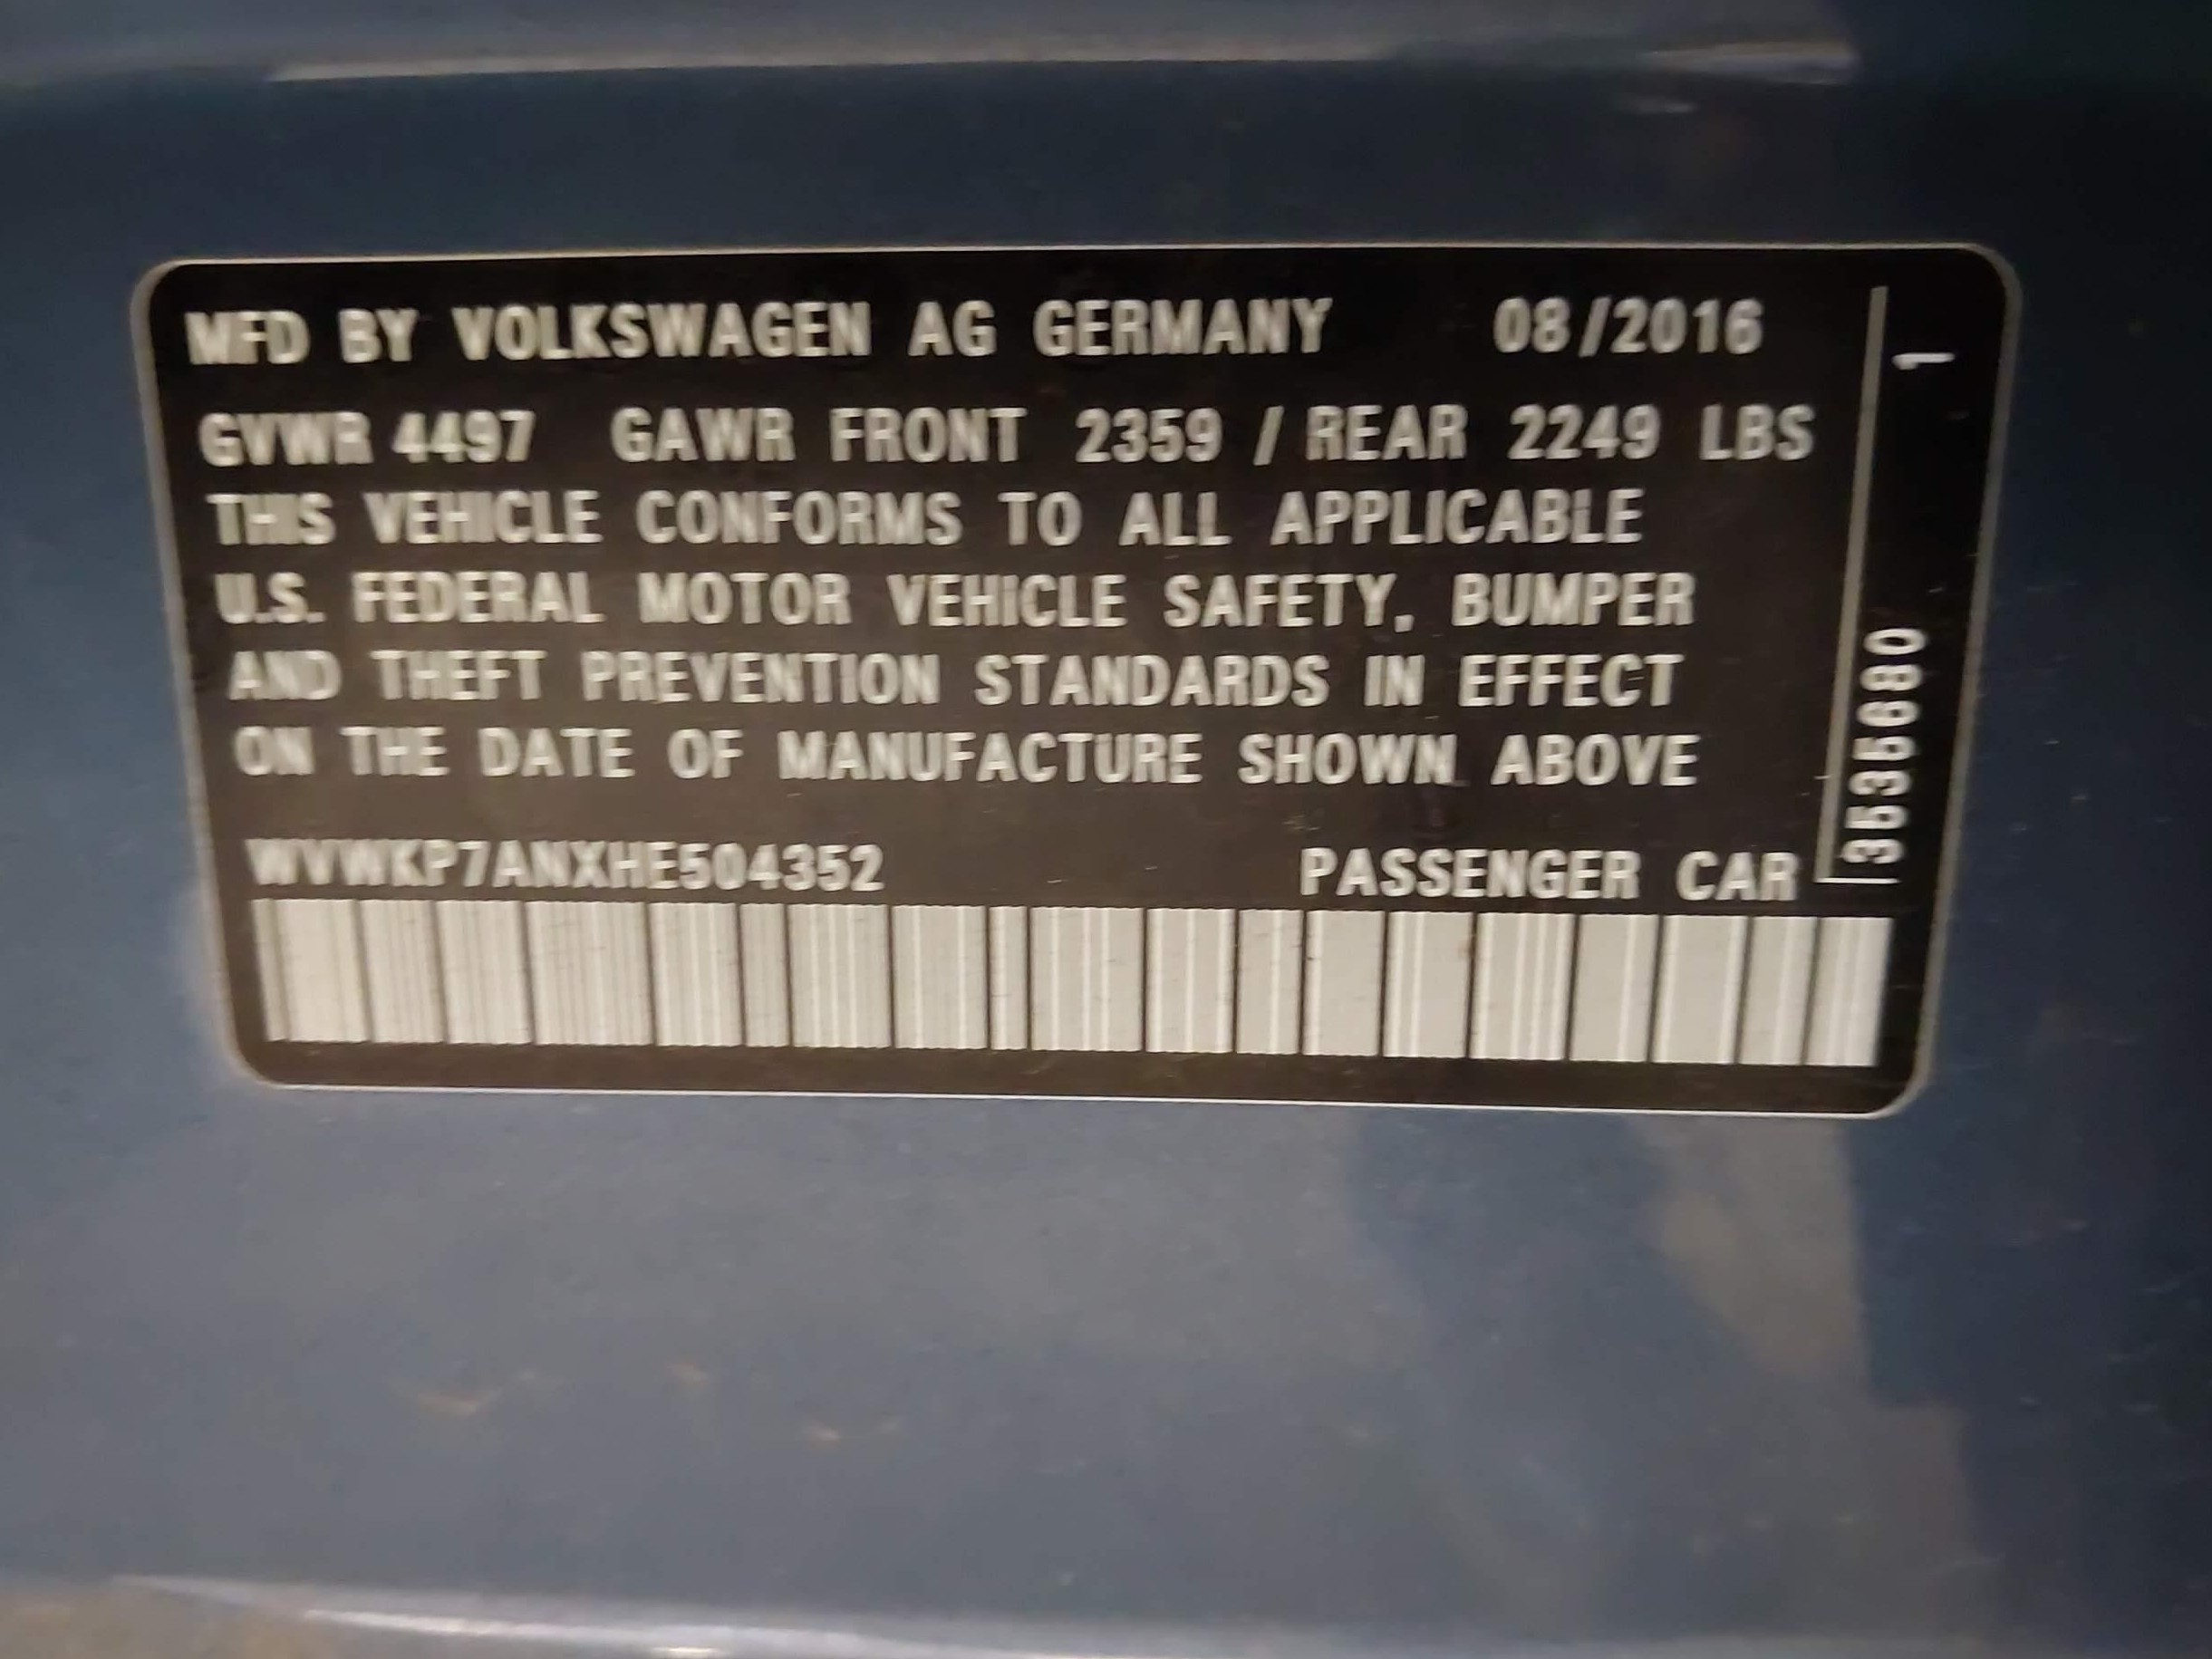 MFD BY VOLKSWAGEN AG GERMANY 08/2016
GVWR 4497 GAWR FRONT 2359 / REAR 2249 LBS
THIS VEHICLE CONFORMS TO ALL APPLICABLE
U.S. FEDERAL MOTOR VEHICLE SAFETY, BUMPER
AND THEFT PREVENTION STANDARDS IN EFFECT
ON THE DATE OF MANUFACTURE SHOWN ABOVE
WVWKP7ANXHE504352 PASSENGER CAR
3536680 1